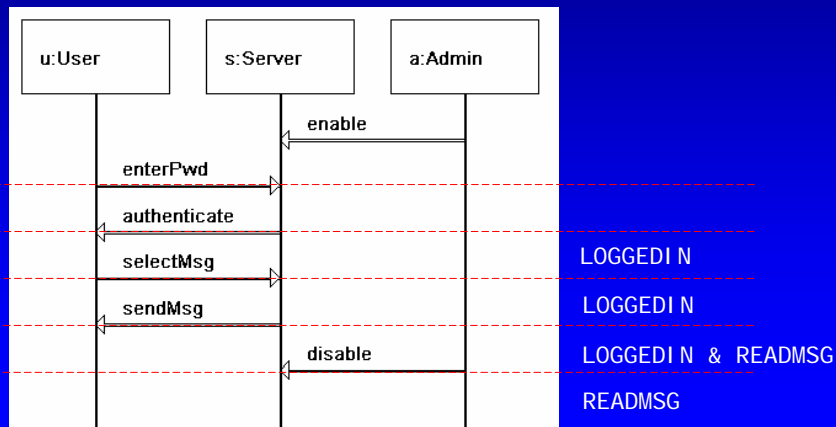 u:User s:Server a:Admin
enable
enterPwd
authenticate
selectMsg
LOGGEDIN
sendMsg
LOGGEDIN
disable
LOGGEDIN & READMSG
READMSG